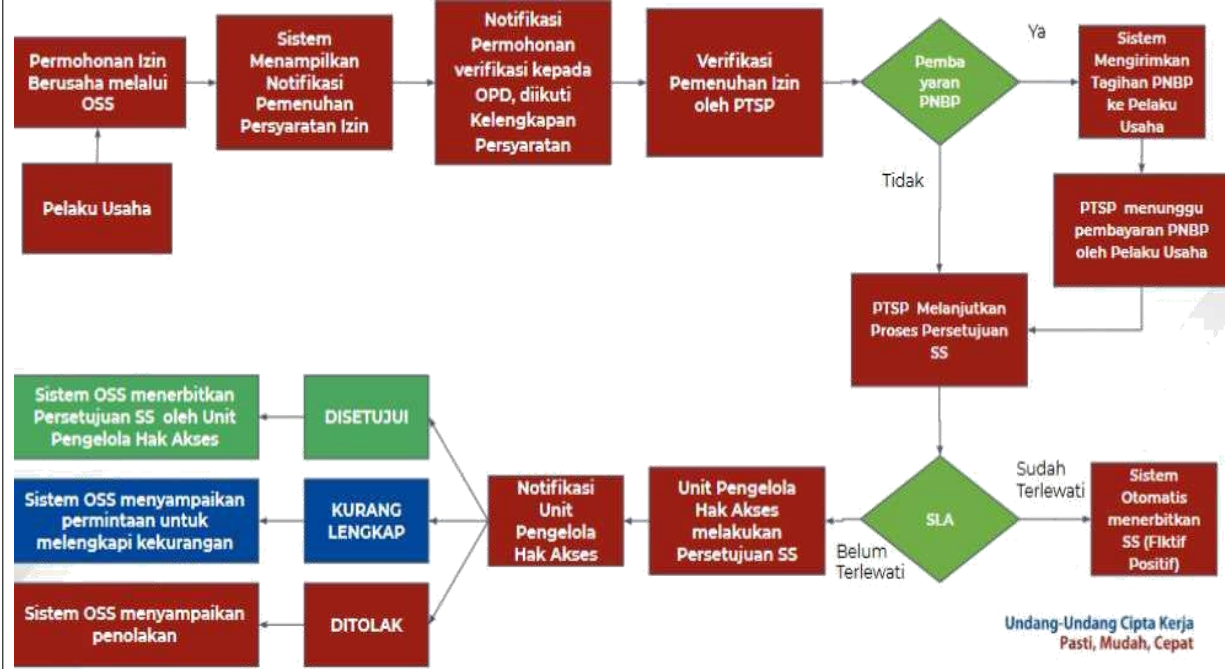 Permohonan Izin
Berusaha melalui
OSS
Sistem
Menampilkan
Notifikasi
Pemenuhan
Persyaratan Izin
Notifikasi
Permohonan
verifikasi kepada
OPD, diikuti
Kelengkapan
Persyaratan
Verifikasi
Pemenuhan Izin
oleh PTSP
Pemba
yaran
PNBP
Ya
Sistem
Mengirimkan
Tagihan PNBP
ke Pelaku
Usaha
Pelaku Usaha
Tidak
PTSP menunggu
pembayaran PNBP
oleh Pelaku Usaha
PTSP Melanjutkan
Proses Persetujuan
SS
Sistem OSS menerbitkan
Persetujuan SS oleh Unit
Pengelola Hak Akses
DISETUJUI
Sistem OSS menyampaikan
permintaan untuk
melengkapi kekurangan
KURANG
LENGKAP
Notifikasi
Unit
Pengelola
Hak Akses
Unit Pengelola
Hak Akses
melakukan
Persetujuan SS
Belum
Terlewati
SLA
Sudah
Terlewati
Sistem
Otomatis
menerbitkan
SS (FIktif
Positif)
Sistem OSS menyampaikan
penolakan
DITOLAK
Undang-Undang Cipta Kerja
Pasti, Mudah, Cepat